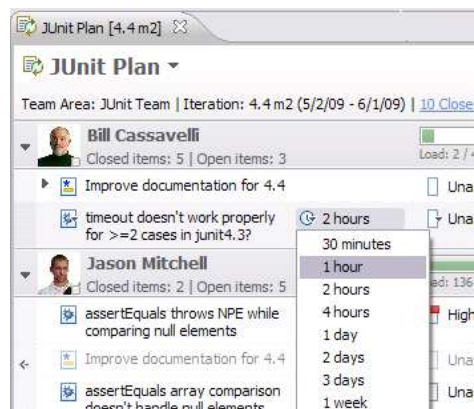 JUnit Plan [4.4 m2]
JUnit Plan
Team Area: JUnit Team | Iteration: 4.4 m2 (5/2/09 - 6/1/09) | 10 Close
Bill Cassavelli
Closed items: 5 | Open items: 3
Load: 2 / 4
Improve documentation for 4.4
Una
timeout doesn't work properly
for >=2 cases in junit4.3?
2 hours
Una
30 minutes
1 hour
2 hours
4 hours
1 day
2 days
3 days
1 week
Jason Mitchell
Closed items: 2 | Open items: 5
ad: 136
assertEquals throws NPE while
comparing null elements
High
Improve documentation for 4.4
Una
assertEquals array comparison
doesn't handle null elements
Una